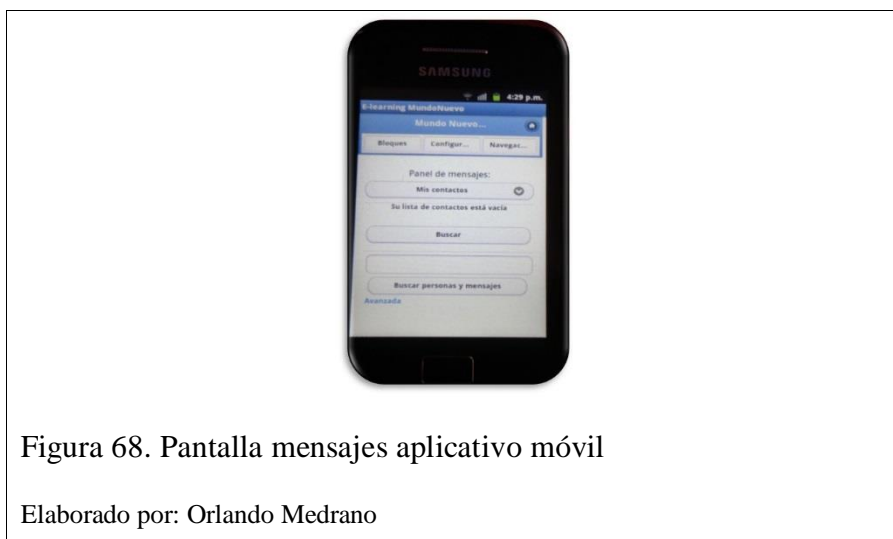 SAMSUNG
4:29 p.m.
E-learning MundoNuevo
Mundo Nuevo...
Bloques Configur... Navegac...
Panel de mensajes:
Mis contactos
Su lista de contactos está vacía
Buscar
Buscar personas y mensajes
Avanzada
Figura 68. Pantalla mensajes aplicativo móvil
Elaborado por: Orlando Medrano